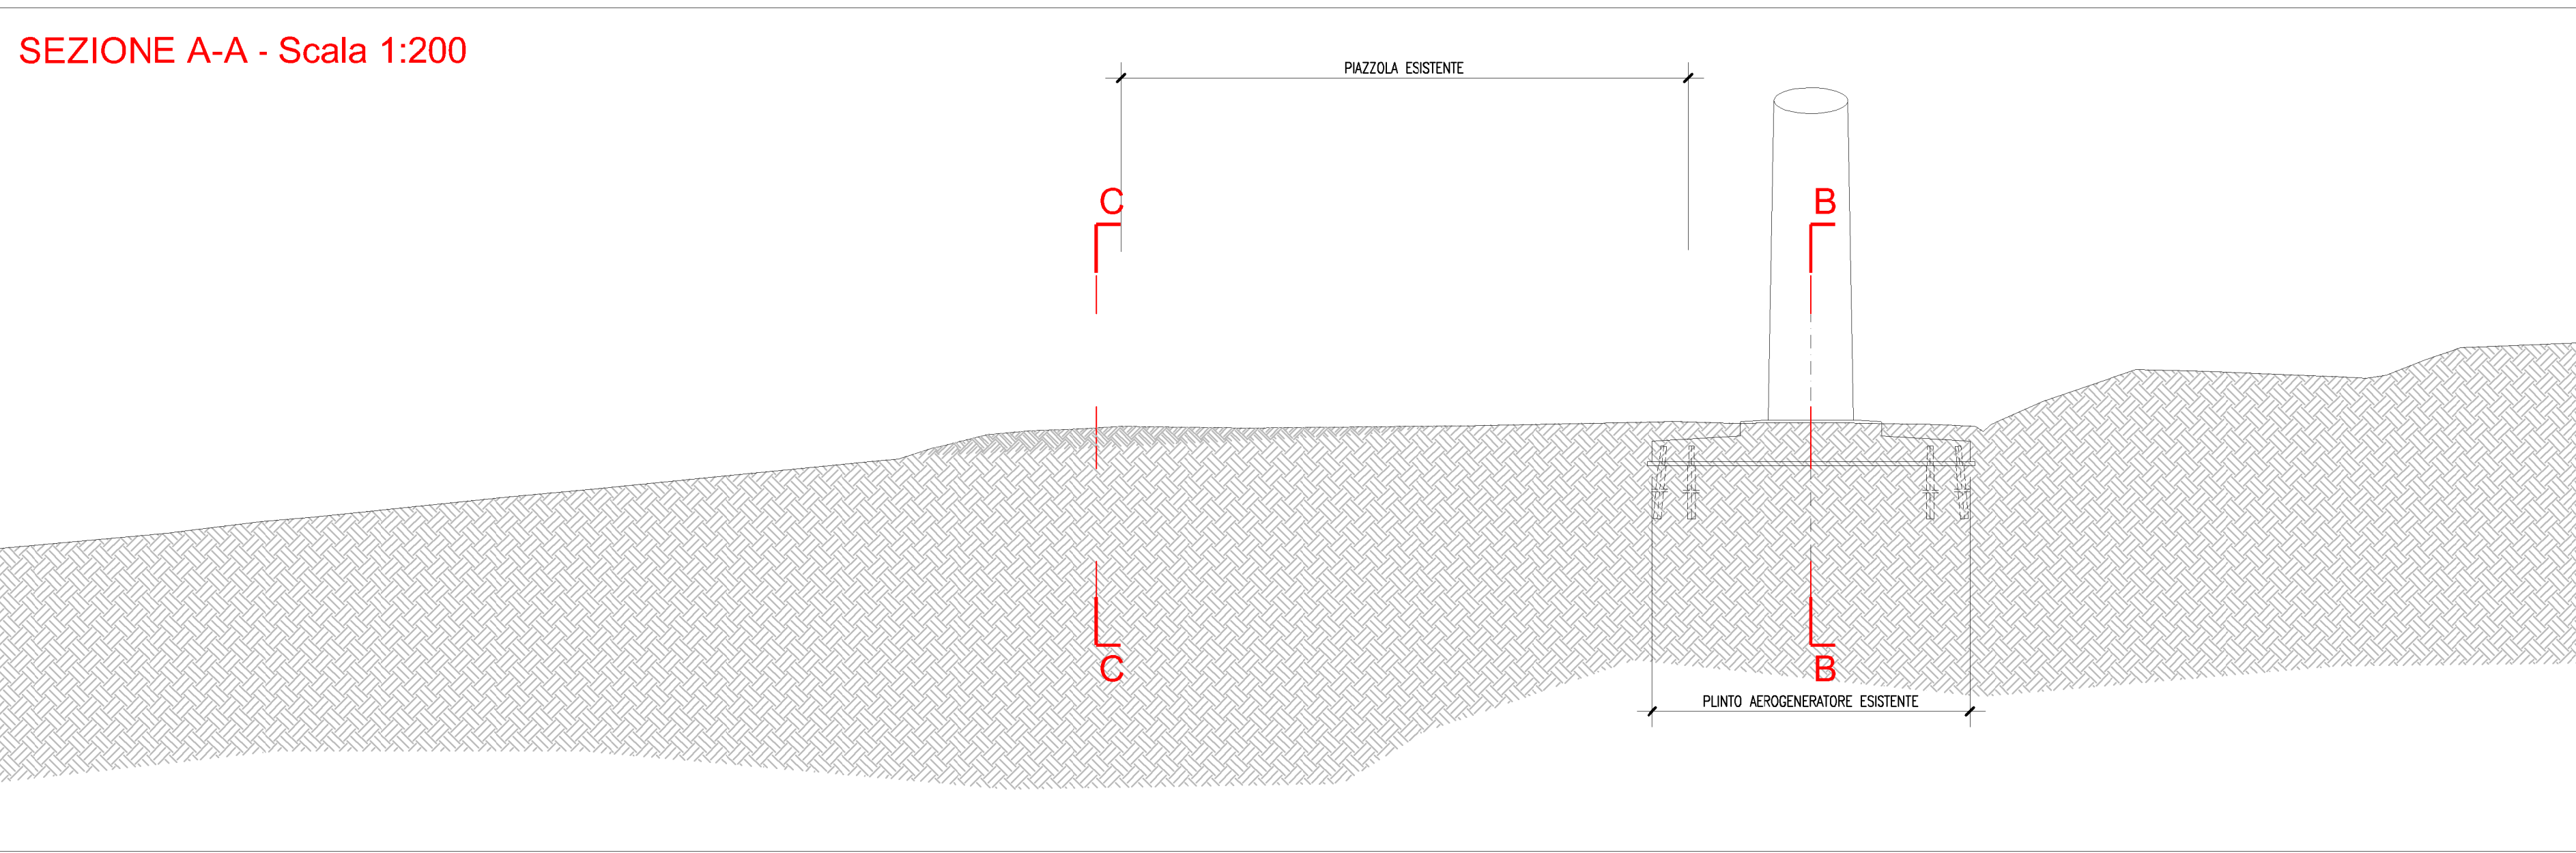 SEZIONE A-A - Scala 1:200
PIAZZOLA ESISTENTE
C
B
C
B
PLINTO AEROGENERATORE ESISTENTE